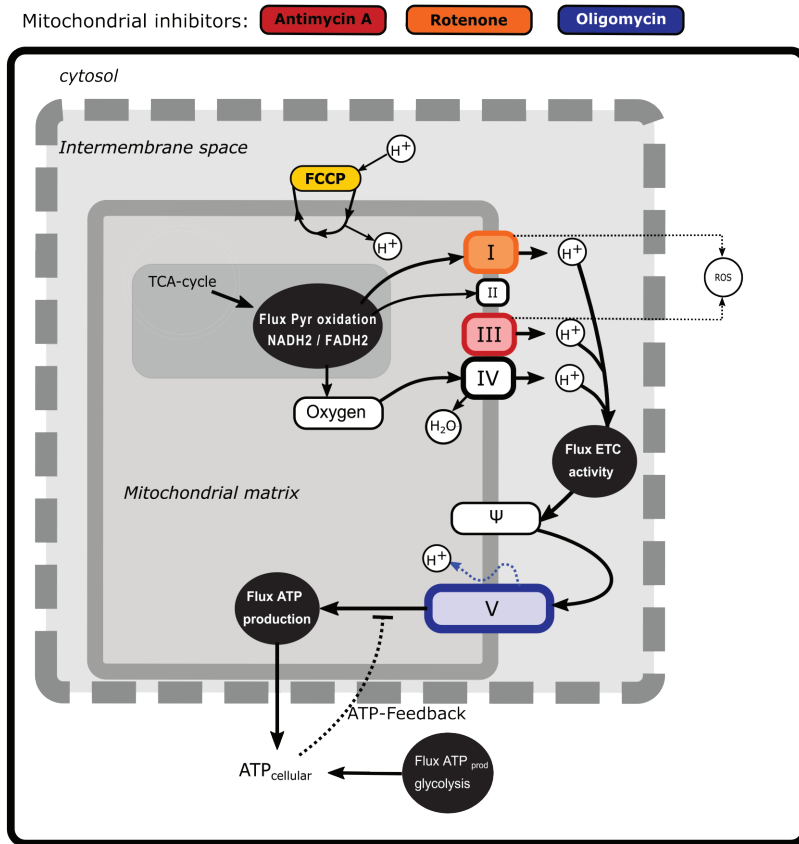 Mitochondrial inhibitors:
Antimycin A
Rotenone
Oligomycin
cytosol
Intermembrane space
H+
FCCP
H+
I
H+
TCA-cycle
ROS
II
Flux Pyr oxidation
NADH2 / FADH2
III
H+
IV
H+
Oxygen
H2O
Flux ETC
activity
Mitochondrial matrix
Ψ
H+
Flux ATP
production
V
ATP-Feedback
ATPcellular
Flux ATP prod
glycolysis